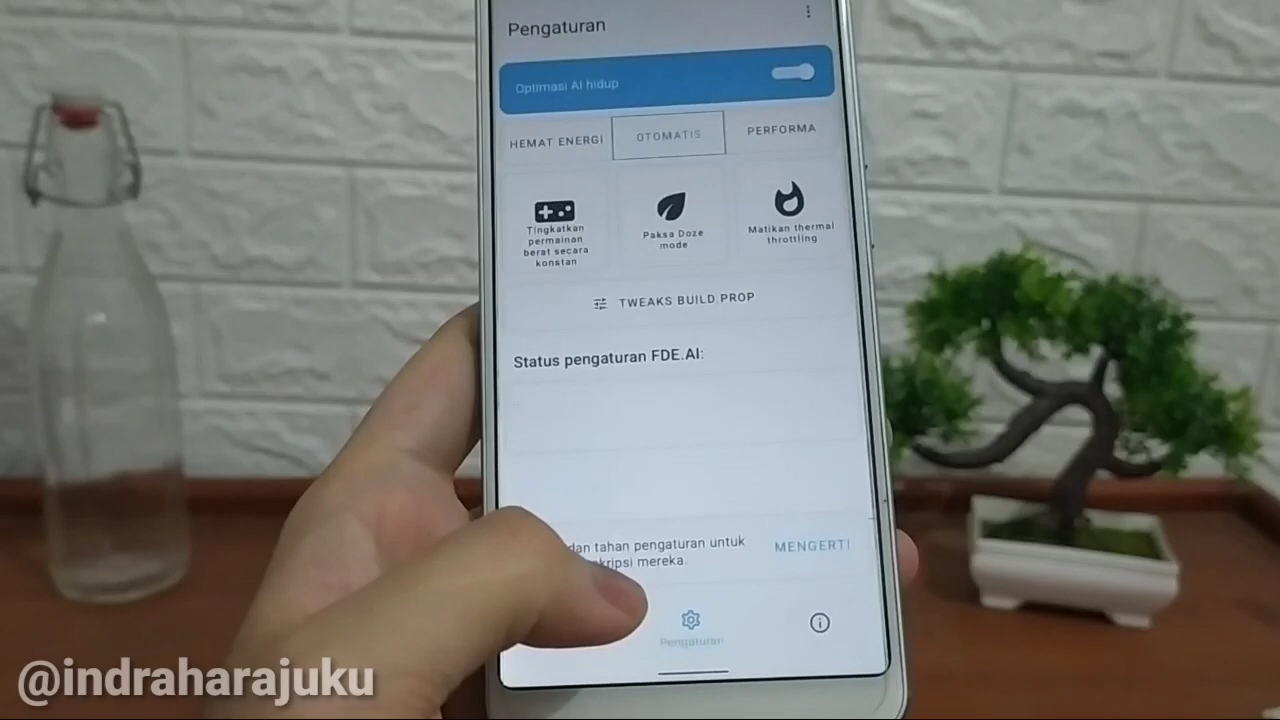 Pengaturan
Optimasi AI hidup
HEMAT ENERGI
OTOMATIS
PERFORMA
Tingkatkan
permainan
berat secara
konstan
Paksa Doze
mode
Matikan thermal
throttling
TWEAKS BUILD PROP
Status pengaturan FDE.AI:
dan tahan pengaturan untuk
mereka.
MENGERTI
Pengaturan
@indraharajuku